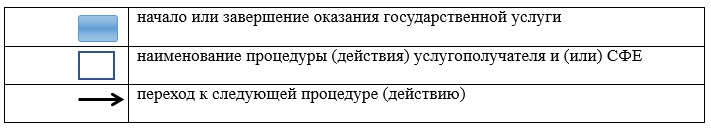 начало или завершение оказания государственной услуги
наименование процедуры (действия) услугополучателя и (или) СФЕ
переход к следующей процедуре (действию)